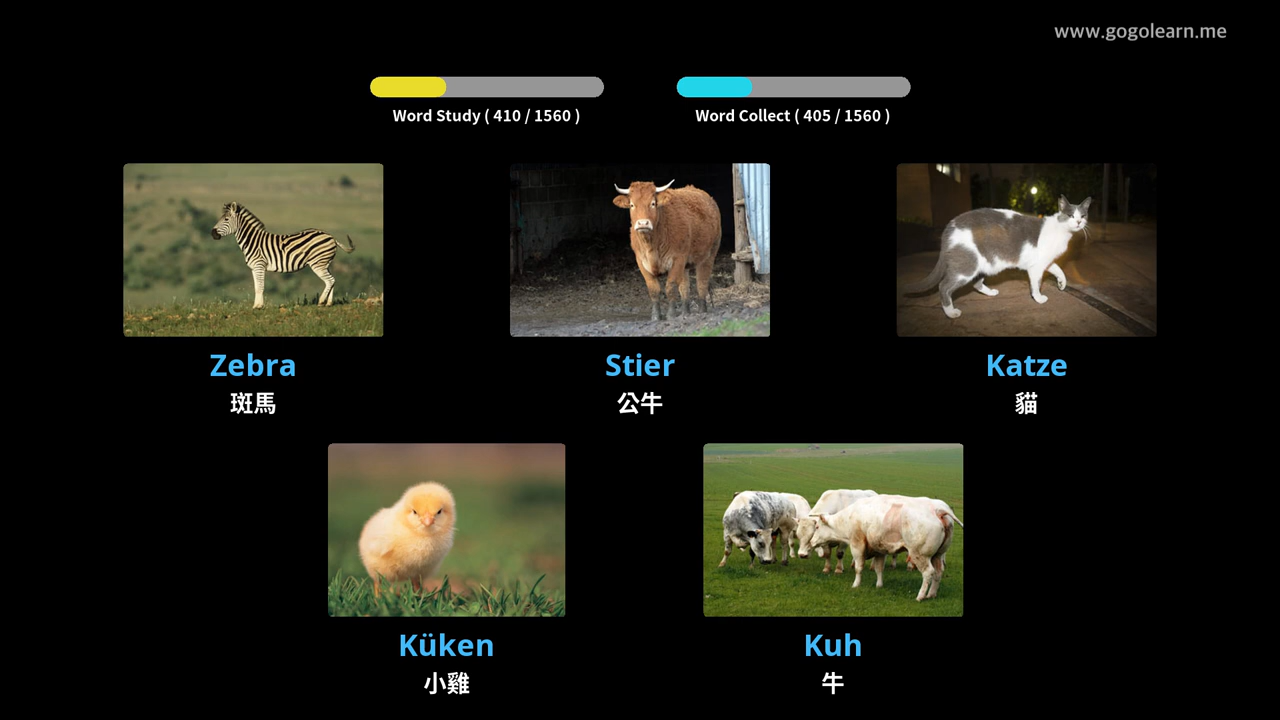 www.gogolearn.me
Word Study ( 410 / 1560 )
Word Collect ( 405 / 1560 )
Zebra
斑馬
Stier
公牛
Katze
貓
Küken
小雞
Kuh
牛